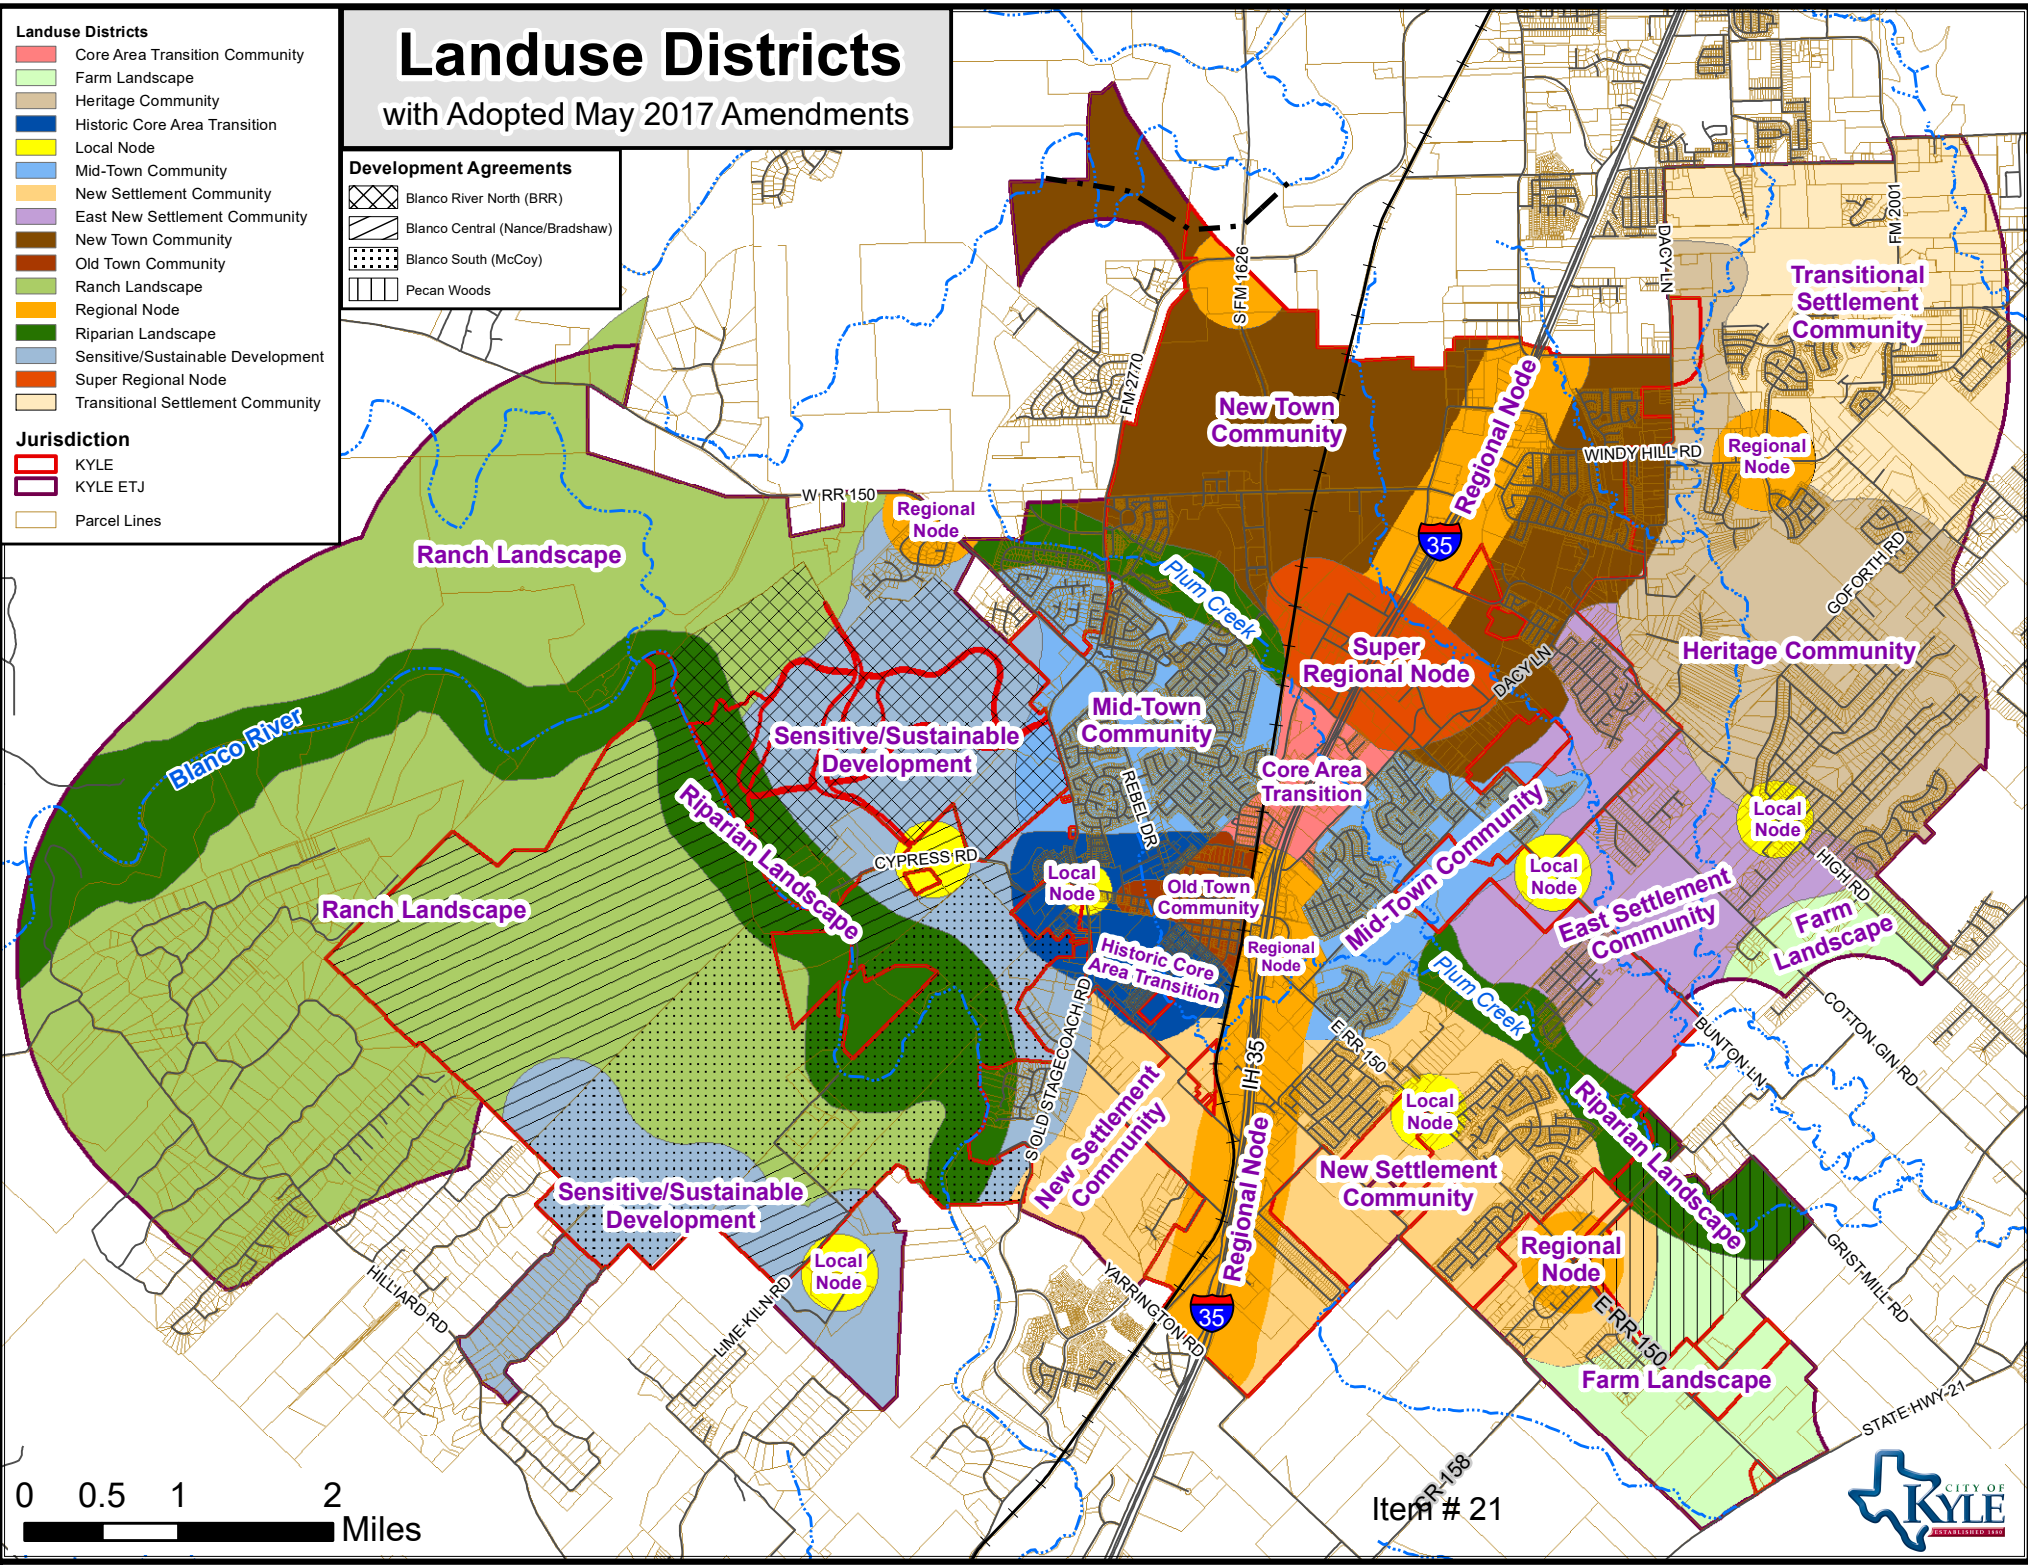 Landuse Districts
Core Area Transition Community
Farm Landscape
Heritage Community
Historic Core Area Transition
Local Node
Mid-Town Community
New Settlement Community
East New Settlement Community
New Town Community
Old Town Community
Ranch Landscape
Regional Node
Riparian Landscape
Sensitive/Sustainable Development
Super Regional Node
Transitional Settlement Community
Jurisdiction
KYLE
KYLE ETJ
Parcel Lines
Landuse Districts
with Adopted May 2017 Amendments
Development Agreements
Blanco River North (BRR)
Blanco Central (Nance/Bradshaw)
Blanco South (McCoy)
Pecan Woods
FM 2001
DACY LN
S FM 1626
Transitional
Settlement
Community
FM 2770
New Town
Community
Regional Node
WINDY HILL RD
Regional
Node
W RR 150
Regional
Node
35
Ranch Landscape
Plum Creek
GOFORTH RD
Super
Regional Node
DACY LN
Heritage Community
Blanco River
Sensitive/Sustainable
Development
Mid-Town
Community
Core Area
Transition
REBEL DR
Riparian Landscape
CYPRESS RD
Mid-Town Community
Local
Node
Local
Node
HIGH RD
Local
Node
Old Town
Community
Ranch Landscape
East Settlement
Community
Farm
Landscape
Historic Core
Area Transition
Regional
Node
Plum Creek
S OLD STAGECOACH RD
E RR 150
IH 35
BUNTON LN
COTTON GIN RD
New Settlement
Community
Local
Node
Riparian Landscape
New Settlement
Community
Regional Node
Sensitive/Sustainable
Development
Local
Node
Regional
Node
GRIST MILL RD
HILLIARD RD
LIME KILN RD
YARRINGTON RD
35
E RR 150
Farm Landscape
STATE HWY 21
CR-158
Item # 21
0 0.5 1 2
Miles
CITY OF
KYLE
ESTABLISHED 1880